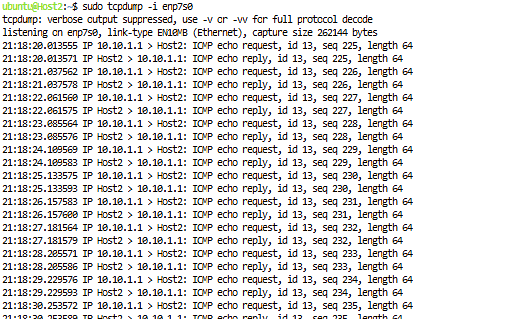 ubuntu@Host2:~$ sudo tcpdump -i enp7s0
tcpdump: verbose output suppressed, use -v or -vv for full protocol decode
listening on enp7s0, link-type EN10MB (Ethernet), capture size 262144 bytes
21:18:20.013555 IP 10.10.1.1 > Host2: ICMP echo request, id 13, seq 225, length 64
21:18:20.013571 IP Host2 > 10.10.1.1: ICMP echo reply, id 13, seq 225, length 64
21:18:21.037562 IP 10.10.1.1 > Host2: ICMP echo request, id 13, seq 226, length 64
21:18:21.037578 IP Host2 > 10.10.1.1: ICMP echo reply, id 13, seq 226, length 64
21:18:22.061560 IP 10.10.1.1 > Host2: ICMP echo request, id 13, seq 227, length 64
21:18:22.061575 IP Host2 > 10.10.1.1: ICMP echo reply, id 13, seq 227, length 64
21:18:23.085564 IP 10.10.1.1 > Host2: ICMP echo request, id 13, seq 228, length 64
21:18:23.085576 IP Host2 > 10.10.1.1: ICMP echo reply, id 13, seq 228, length 64
21:18:24.109569 IP 10.10.1.1 > Host2: ICMP echo request, id 13, seq 229, length 64
21:18:24.109583 IP Host2 > 10.10.1.1: ICMP echo reply, id 13, seq 229, length 64
21:18:25.133575 IP 10.10.1.1 > Host2: ICMP echo request, id 13, seq 230, length 64
21:18:25.133593 IP Host2 > 10.10.1.1: ICMP echo reply, id 13, seq 230, length 64
21:18:26.157583 IP 10.10.1.1 > Host2: ICMP echo request, id 13, seq 231, length 64
21:18:26.157600 IP Host2 > 10.10.1.1: ICMP echo reply, id 13, seq 231, length 64
21:18:27.181564 IP 10.10.1.1 > Host2: ICMP echo request, id 13, seq 232, length 64
21:18:27.181579 IP Host2 > 10.10.1.1: ICMP echo reply, id 13, seq 232, length 64
21:18:28.205571 IP 10.10.1.1 > Host2: ICMP echo request, id 13, seq 233, length 64
21:18:28.205586 IP Host2 > 10.10.1.1: ICMP echo reply, id 13, seq 233, length 64
21:18:29.229576 IP 10.10.1.1 > Host2: ICMP echo request, id 13, seq 234, length 64
21:18:29.229593 IP Host2 > 10.10.1.1: ICMP echo reply, id 13, seq 234, length 64
21:18:30.253572 IP 10.10.1.1 > Host2: ICMP echo request, id 13, seq 235, length 64
21:18:30.253589 IP Host2 > 10.10.1.1: ICMP echo reply, id 13, seq 235, length 64